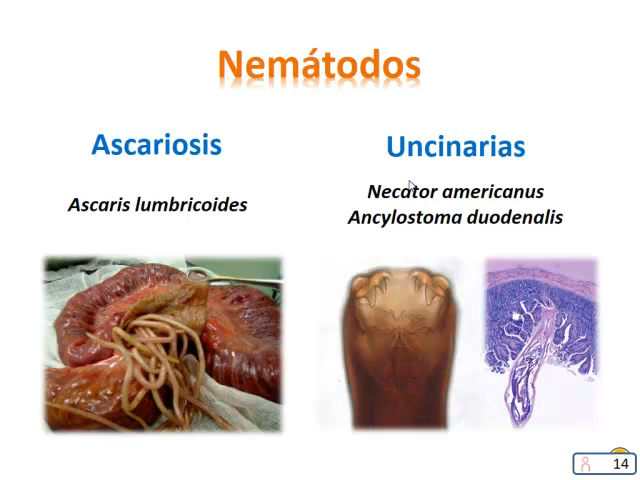 Nemátodos
Ascariosis
Ascaris lumbricoides
Uncinarias
Necator americanus
Ancylostoma duodenalis
14